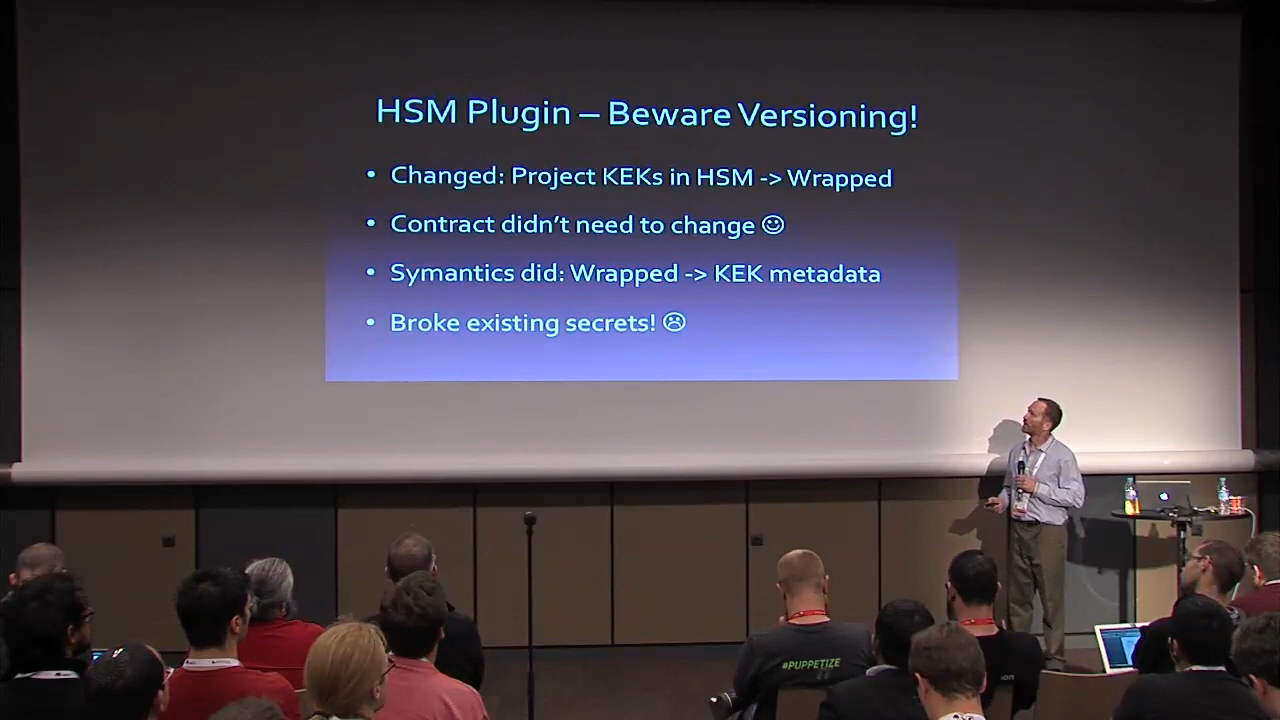 HSM Plugin – Beware Versioning!
• Changed: Project KEKs in HSM -> Wrapped
• Contract didn't need to change ☺
• Symantics did: Wrapped -> KEK metadata
• Broke existing secrets! ☹
#PUPPETIZE